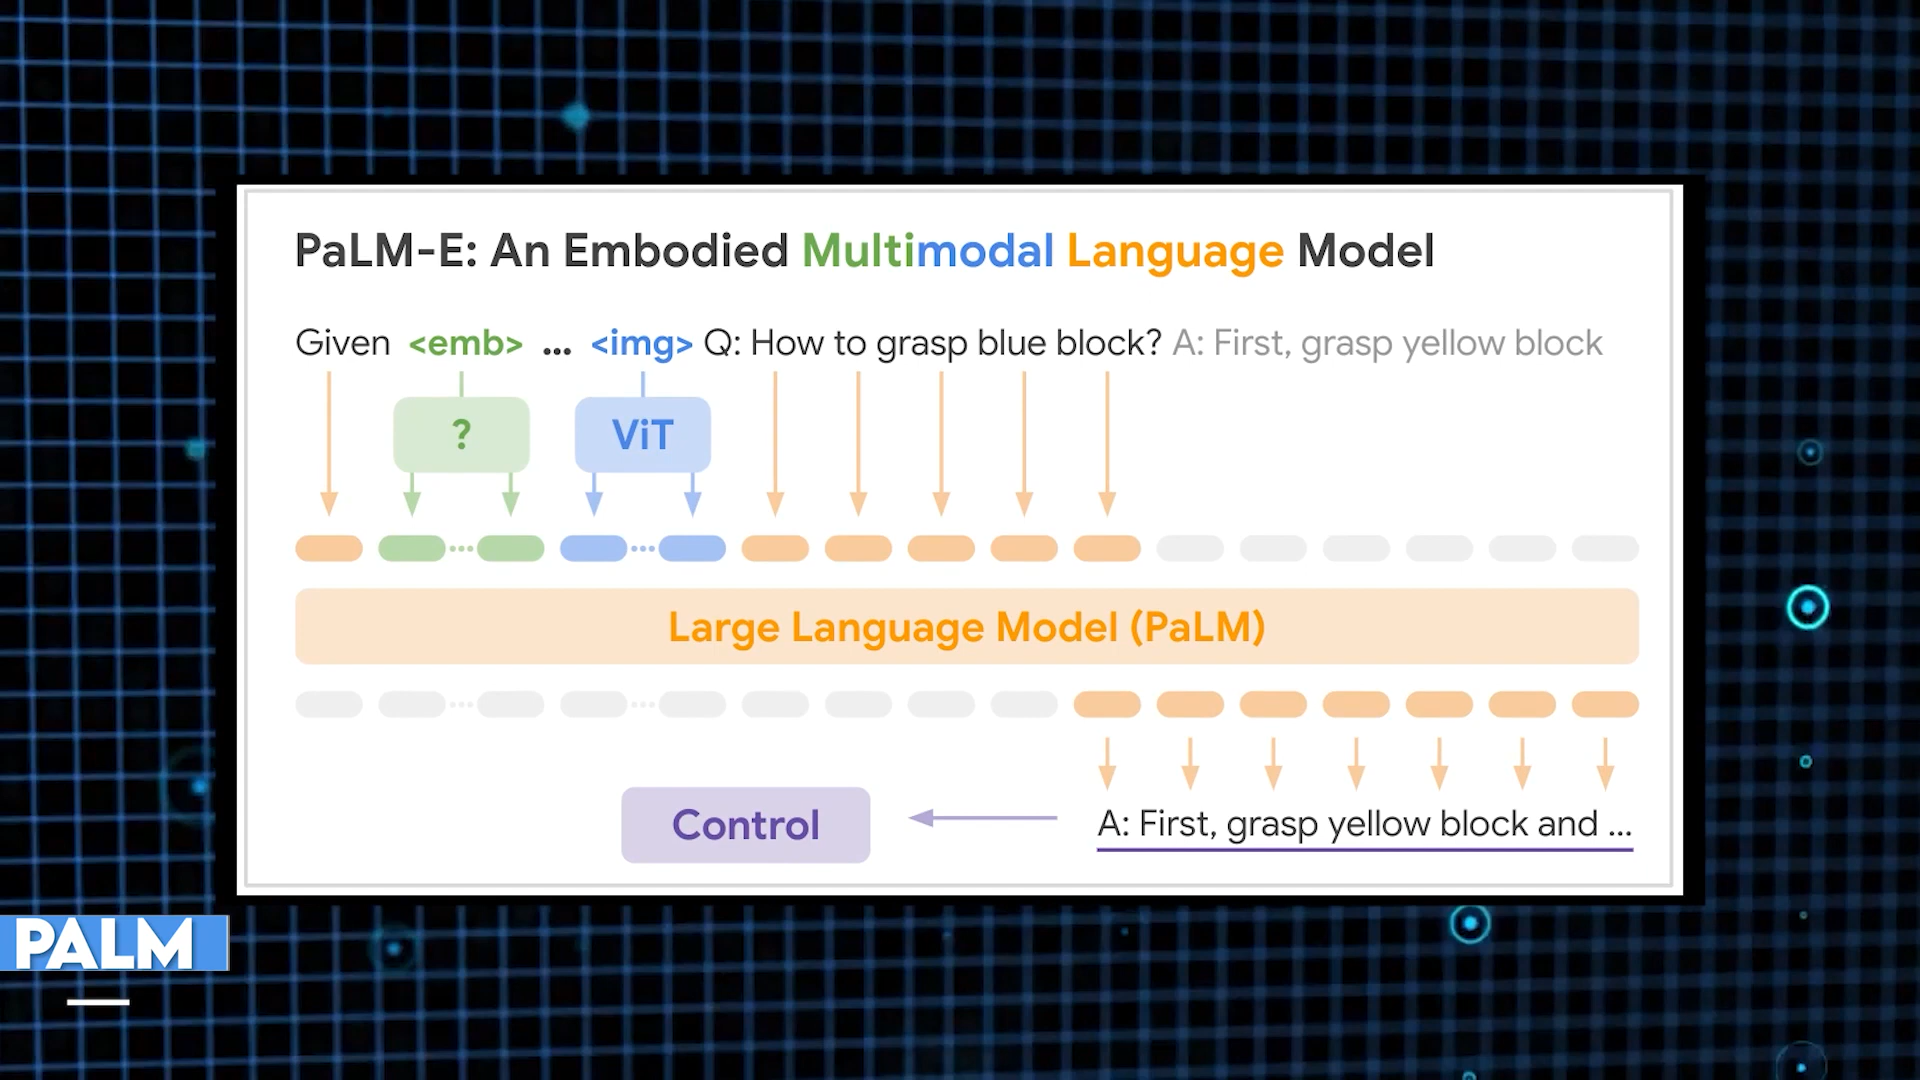 PaLM-E: An Embodied Multimodal Language Model
Given <emb> ... <img> Q: How to grasp blue block? A: First, grasp yellow block
? ViT
Large Language Model (PaLM)
Control A: First, grasp yellow block and ...
PALM